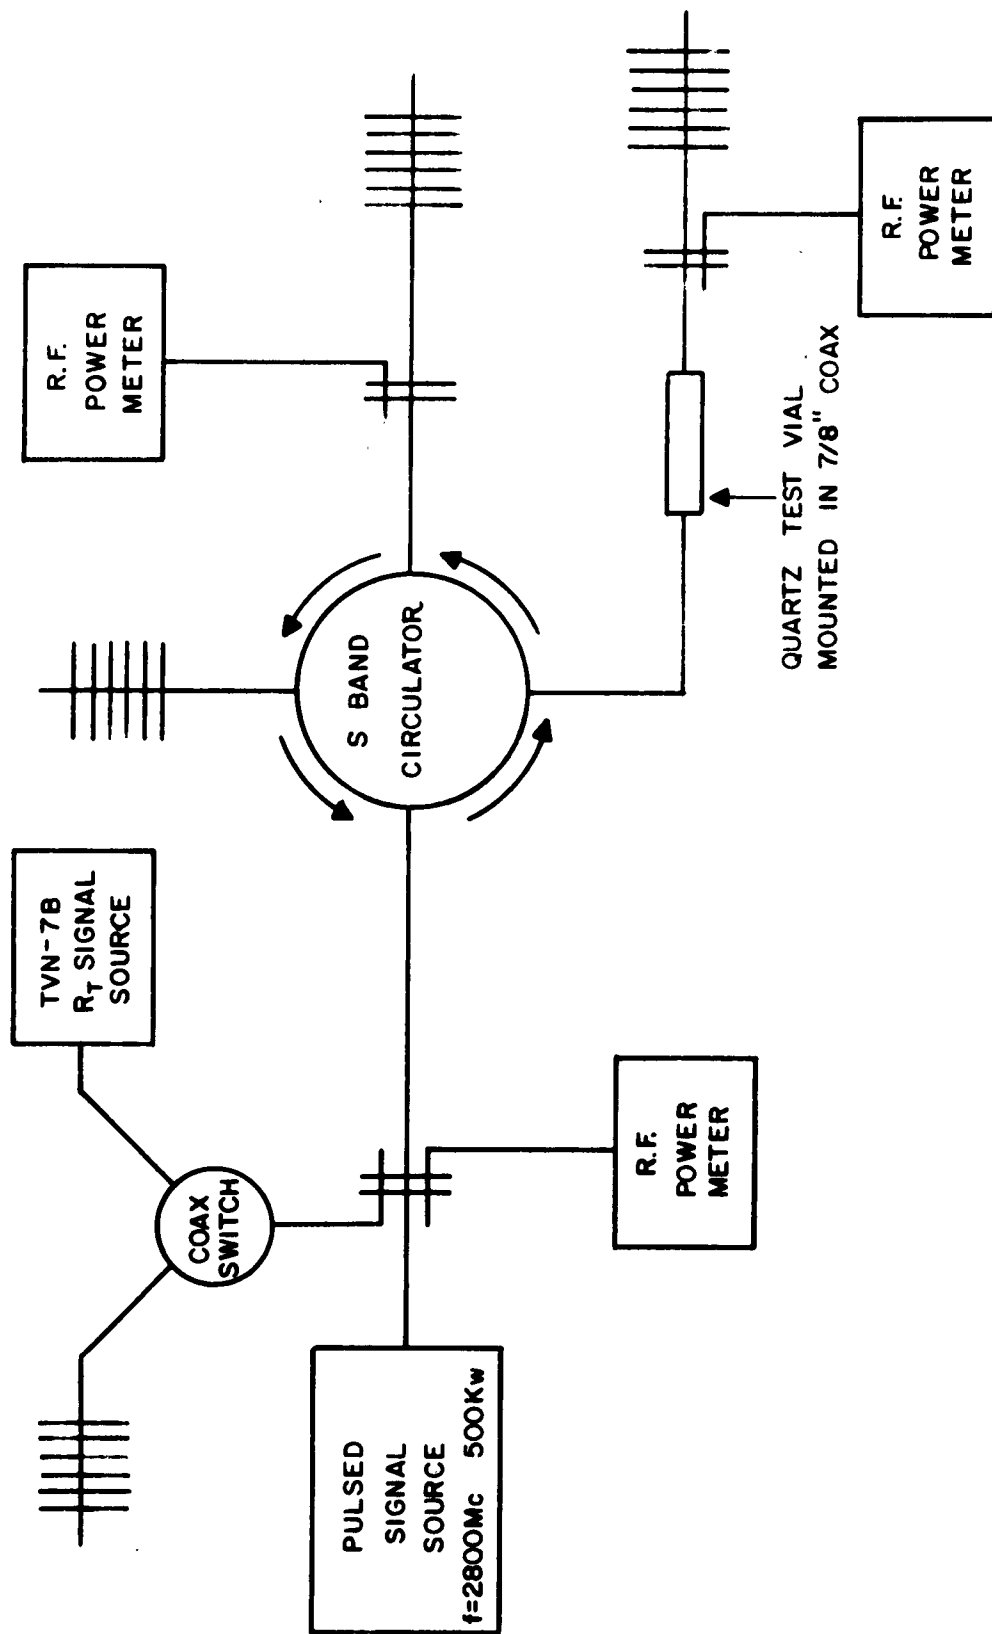 TVN-7B
RT SIGNAL
SOURCE
R.F.
POWER
METER
COAX
SWITCH
S BAND
CIRCULATOR
PULSED
SIGNAL
SOURCE
f=2800Mc 500Kw
R.F.
POWER
METER
QUARTZ TEST VIAL
MOUNTED IN 7/8" COAX
R.F.
POWER
METER